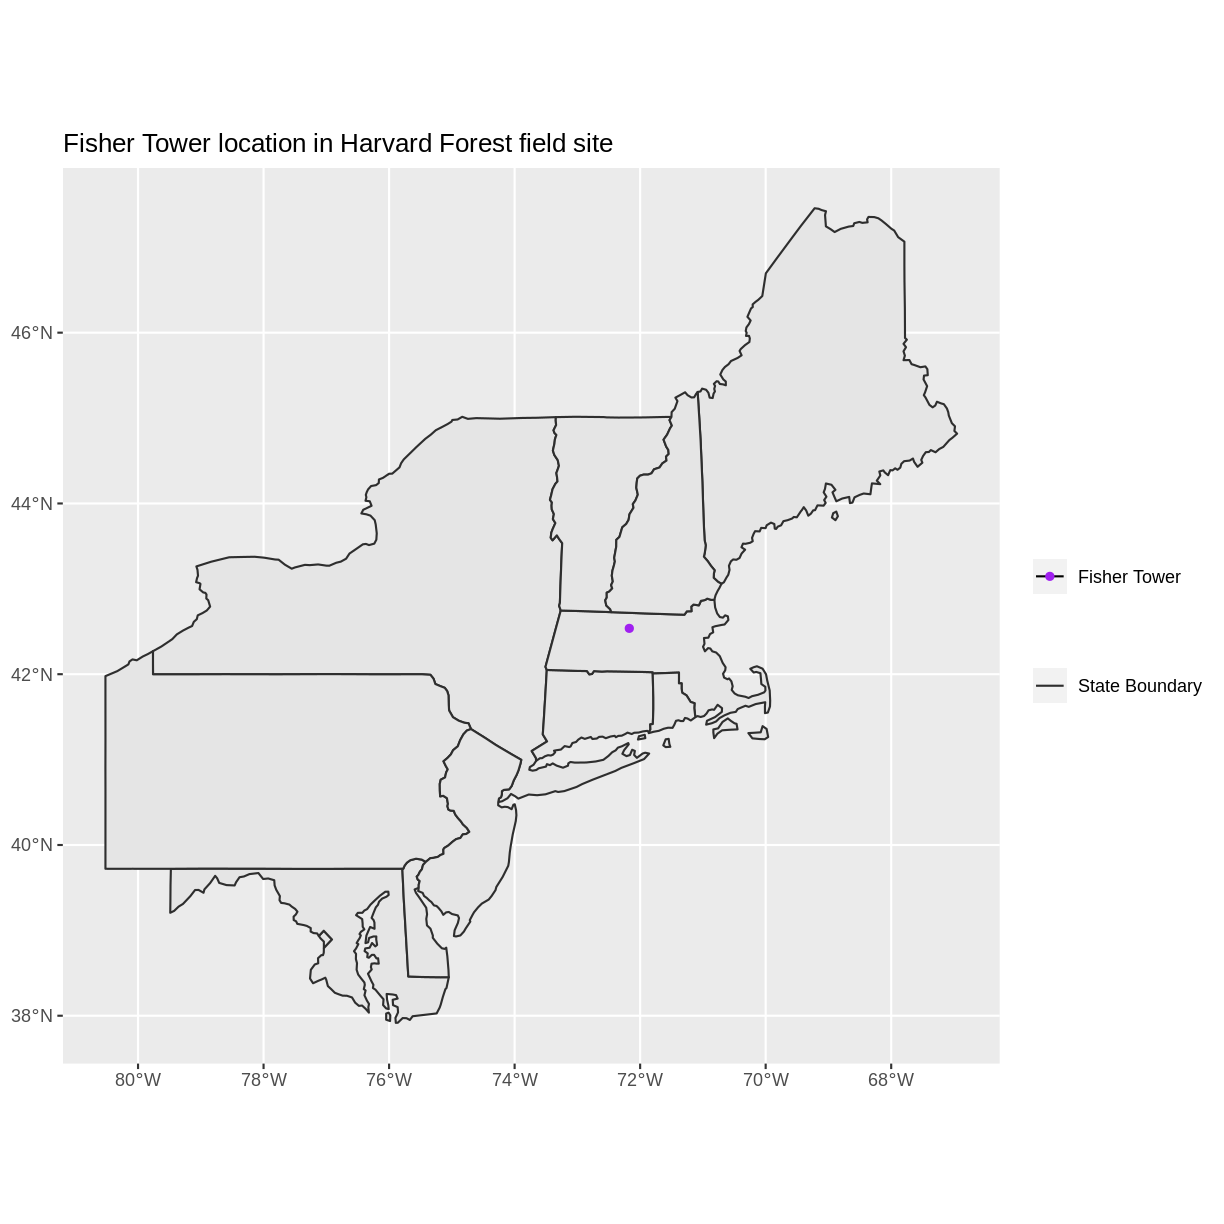 Fisher Tower location in Harvard Forest field site
46°N
44°N
42°N
40°N
38°N
80°W
78°W
76°W
74°W
72°W
70°W
68°W
Fisher Tower
State Boundary